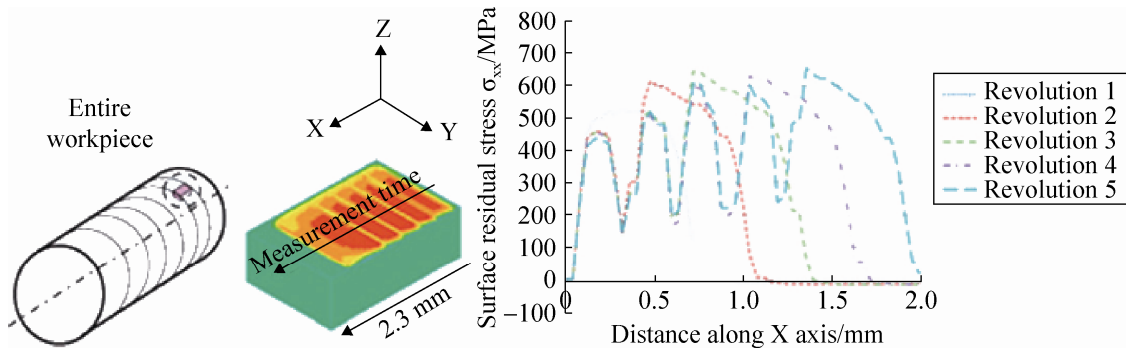 Entire
workpiece
Z
X
Y
Measurement time
2.3 mm
Surface residual stress σxx/MPa
800
700
600
500
400
300
200
100
0
−100
0
0.5
1.0
1.5
2.0
Distance along X axis/mm
Revolution 1
Revolution 2
Revolution 3
Revolution 4
Revolution 5